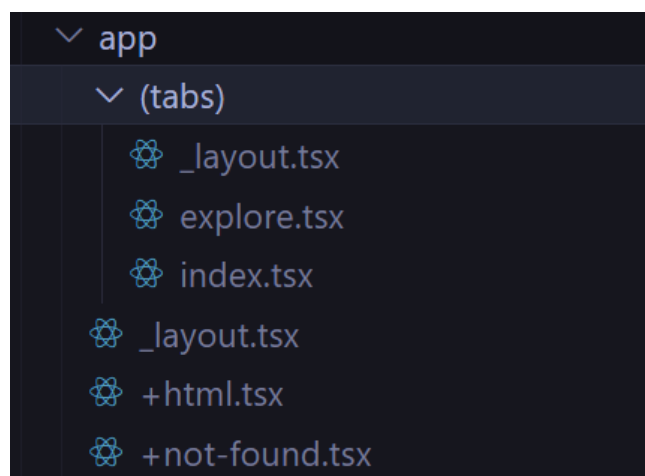 app
(tabs)
_layout.tsx
explore.tsx
index.tsx
_layout.tsx
+html.tsx
+not-found.tsx